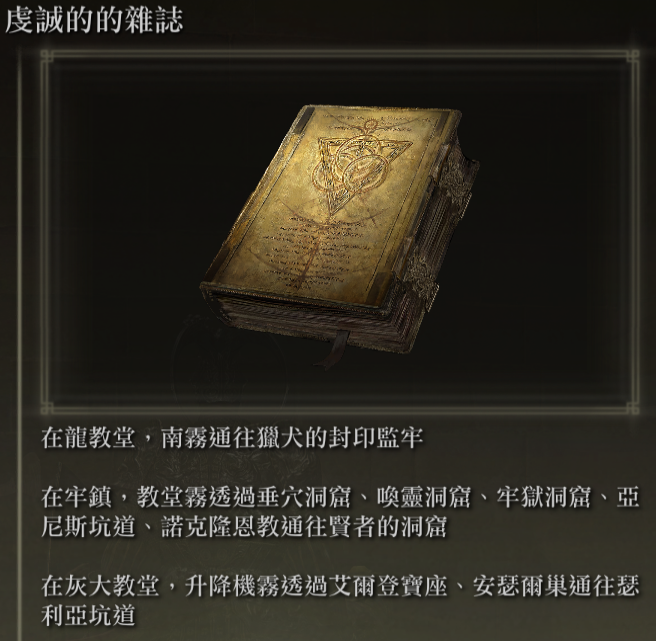 虔誠的的雜誌
在龍教堂，南霧通往獵犬的封印監牢
在牢鎮，教堂霧透過垂穴洞窟、喚靈洞窟、牢獄洞窟、亞
尼斯坑道、諾克隆恩教通往賢者的洞窟
在灰大教堂，升降機霧透過艾爾登寶座、安瑟爾巢通往瑟
利亞坑道